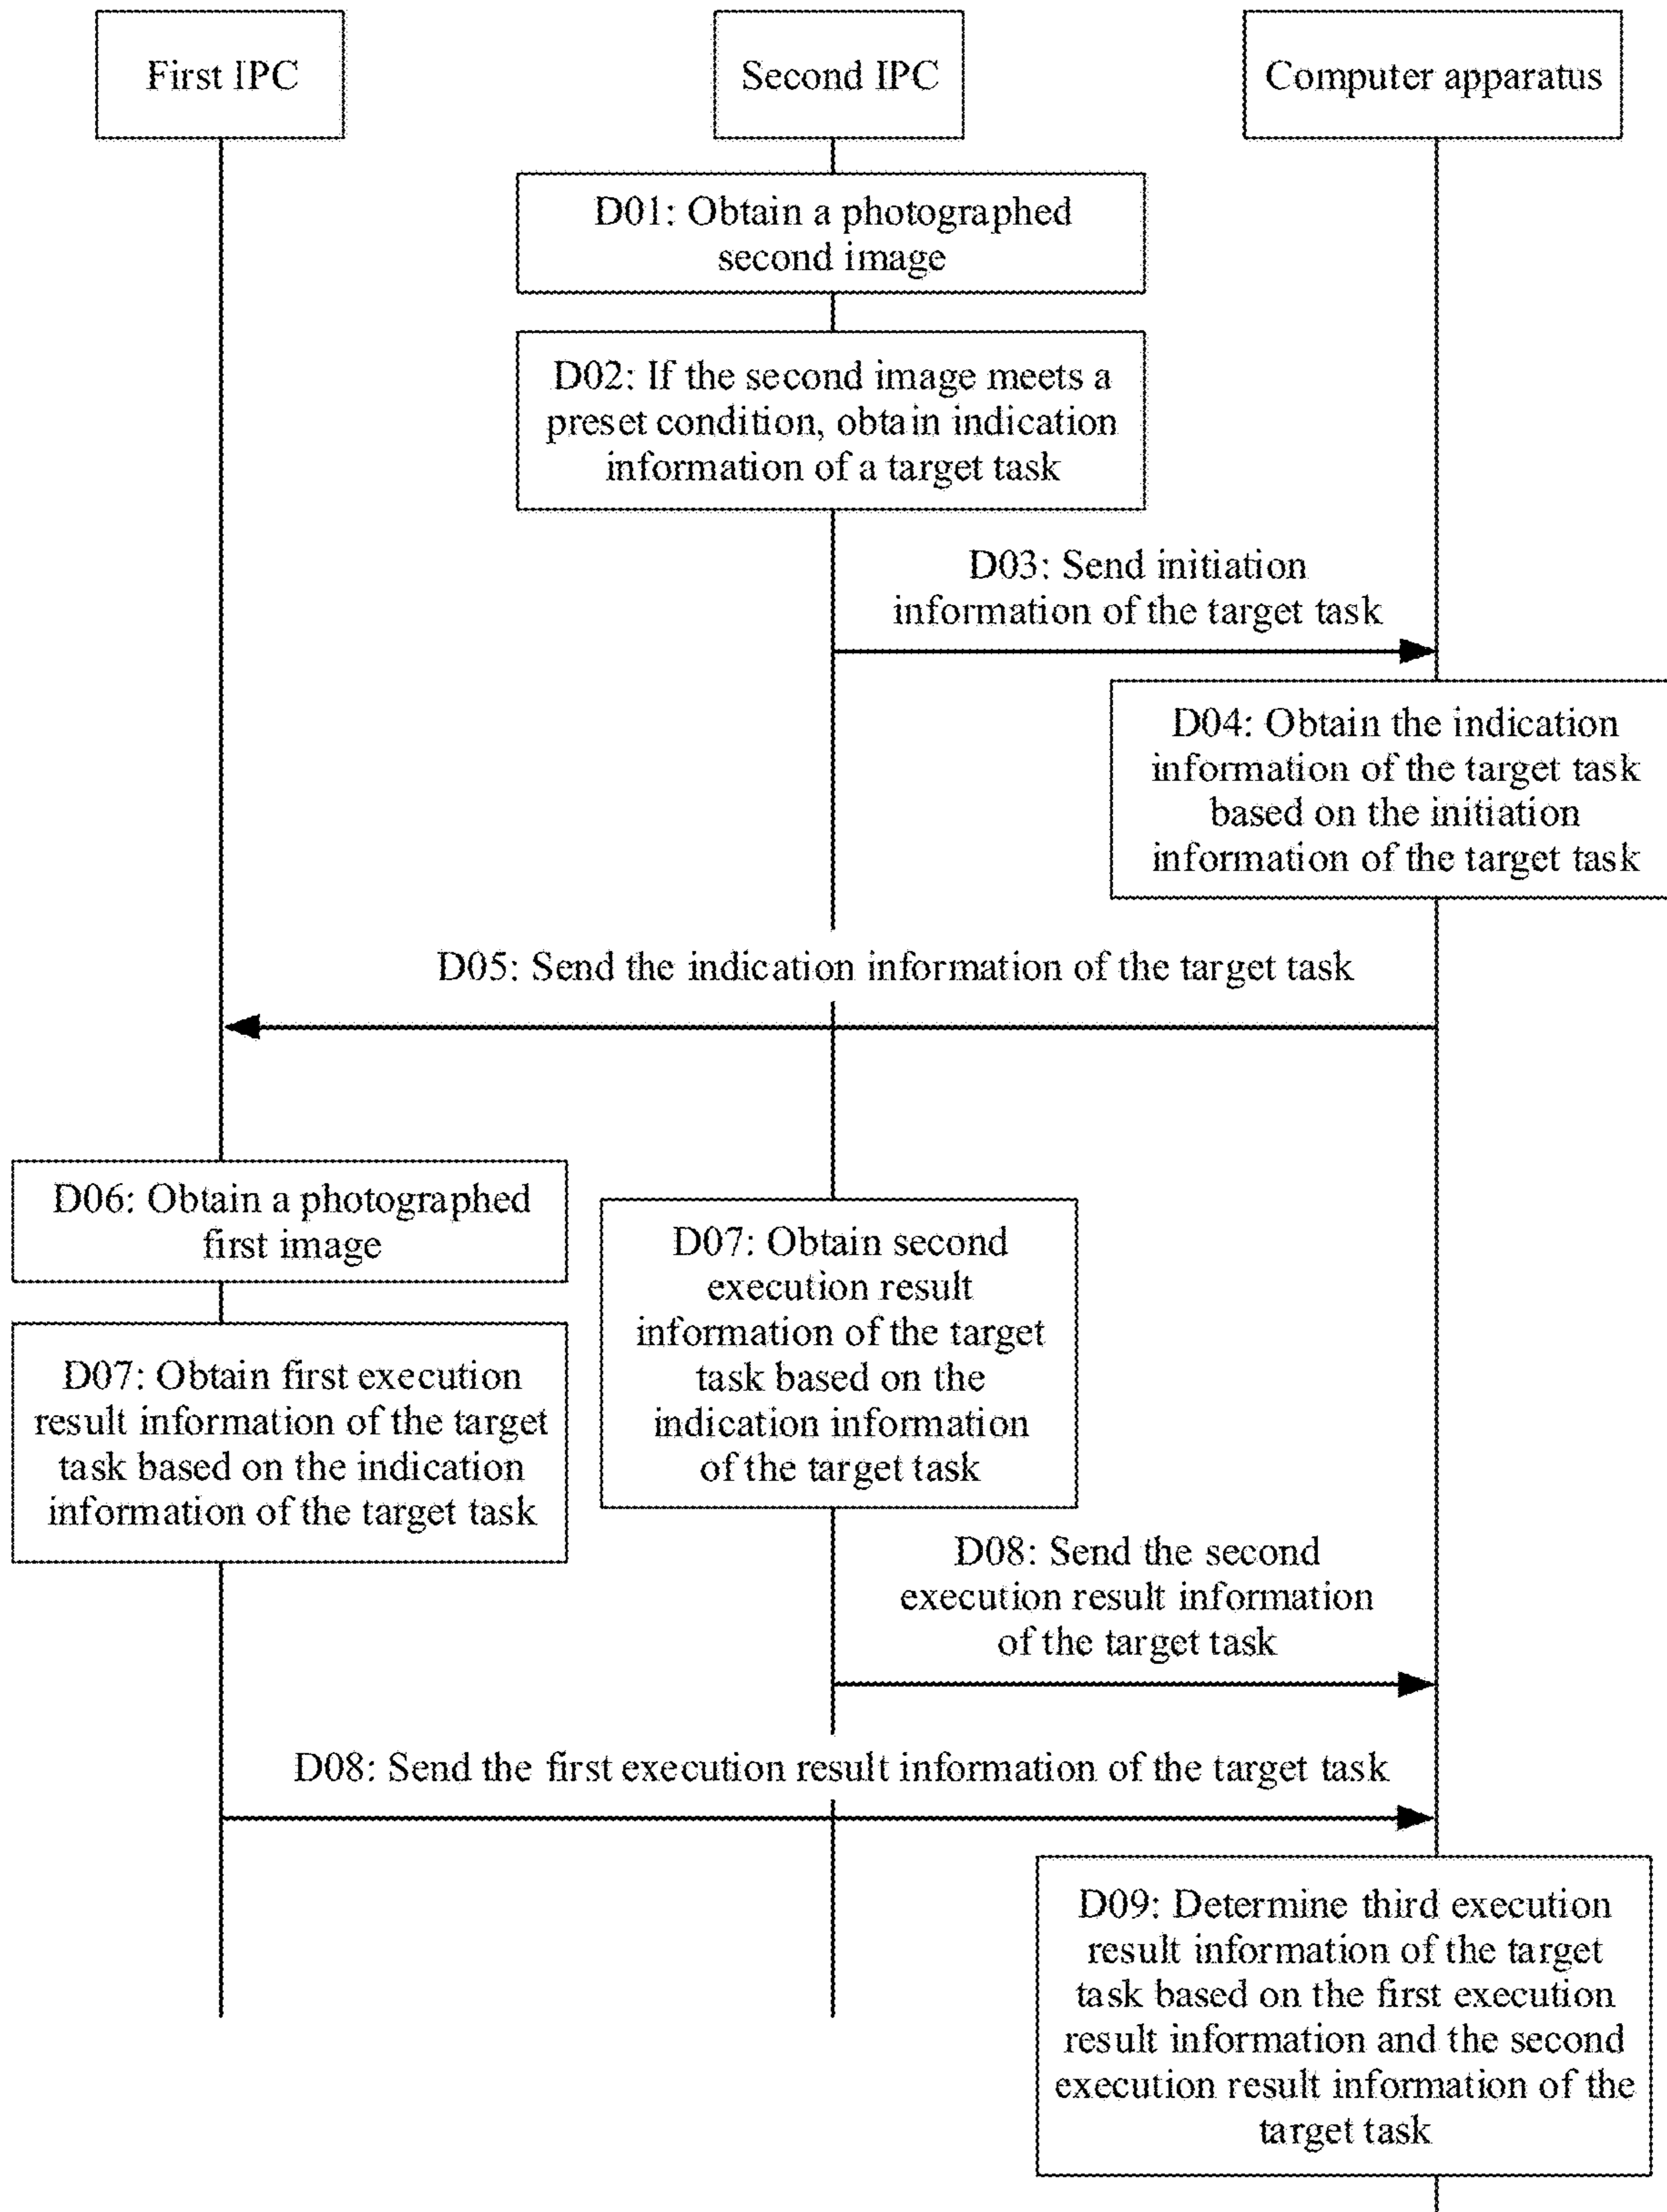 First IPC
Second IPC
Computer apparatus
D01: Obtain a photographed
second image
D02: If the second image meets a
preset condition, obtain indication
information of a target task
D03: Send initiation
information of the target task
D04: Obtain the indication
information of the target task
based on the initiation
information of the target task
D05: Send the indication information of the target task
D06: Obtain a photographed
first image
D07: Obtain first execution
result information of the target
task based on the indication
information of the target task
D07: Obtain second
execution result
information of the target
task based on the
indication information
of the target task
D08: Send the second
execution result information
of the target task
D08: Send the first execution result information of the target task
D09: Determine third execution
result information of the target
task based on the first execution
result information and the second
execution result information of the
target task